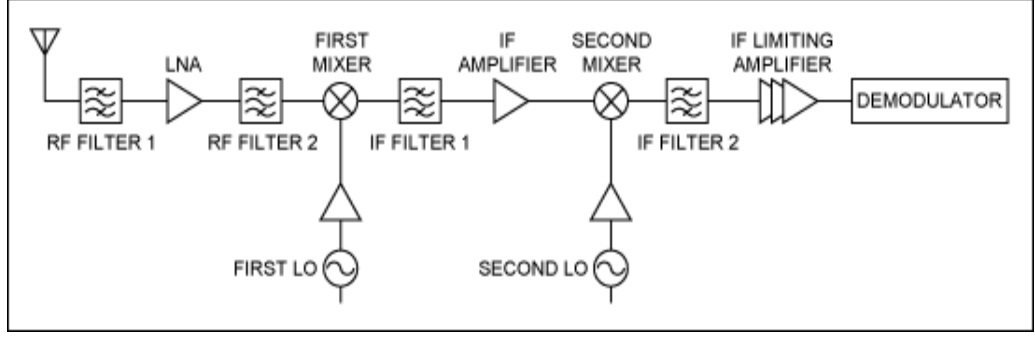 LNA
FIRST
MIXER
IF
AMPLIFIER
SECOND
MIXER
IF LIMITING
AMPLIFIER
DEMODULATOR
RF FILTER 1
RF FILTER 2
IF FILTER 1
IF FILTER 2
FIRST LO
SECOND LO